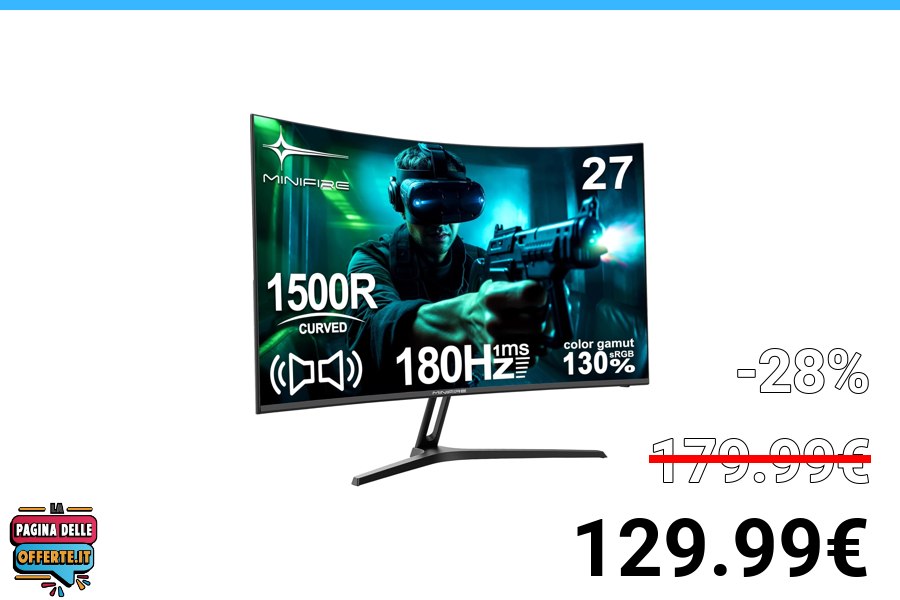 MINIFIRE
27
1500R
CURVED
180Hz 1ms
color gamut
130% sRGB
MINIFIRE
-28%
179.99€
129.99€
LA
PAGINA DELLE
OFFERTE.IT